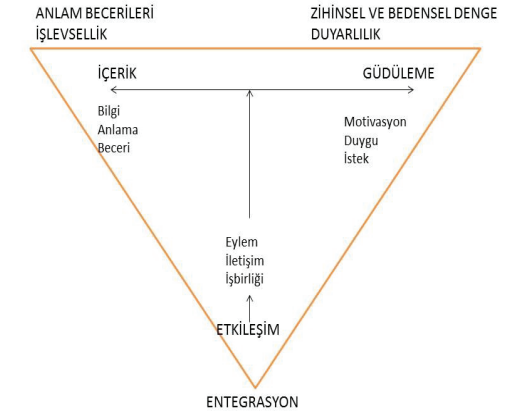 ANLAM BECERİLERİ
İŞLEVSELLİK
ZİHİNSEL VE BEDENSEL DENGE
DUYARLILIK
İÇERİK
GÜDÜLEME
Bilgi
Anlama
Beceri
Motivasyon
Duygu
İstek
Eylem
İletişim
İşbirliği
ETKİLEŞİM
ENTEGRASYON